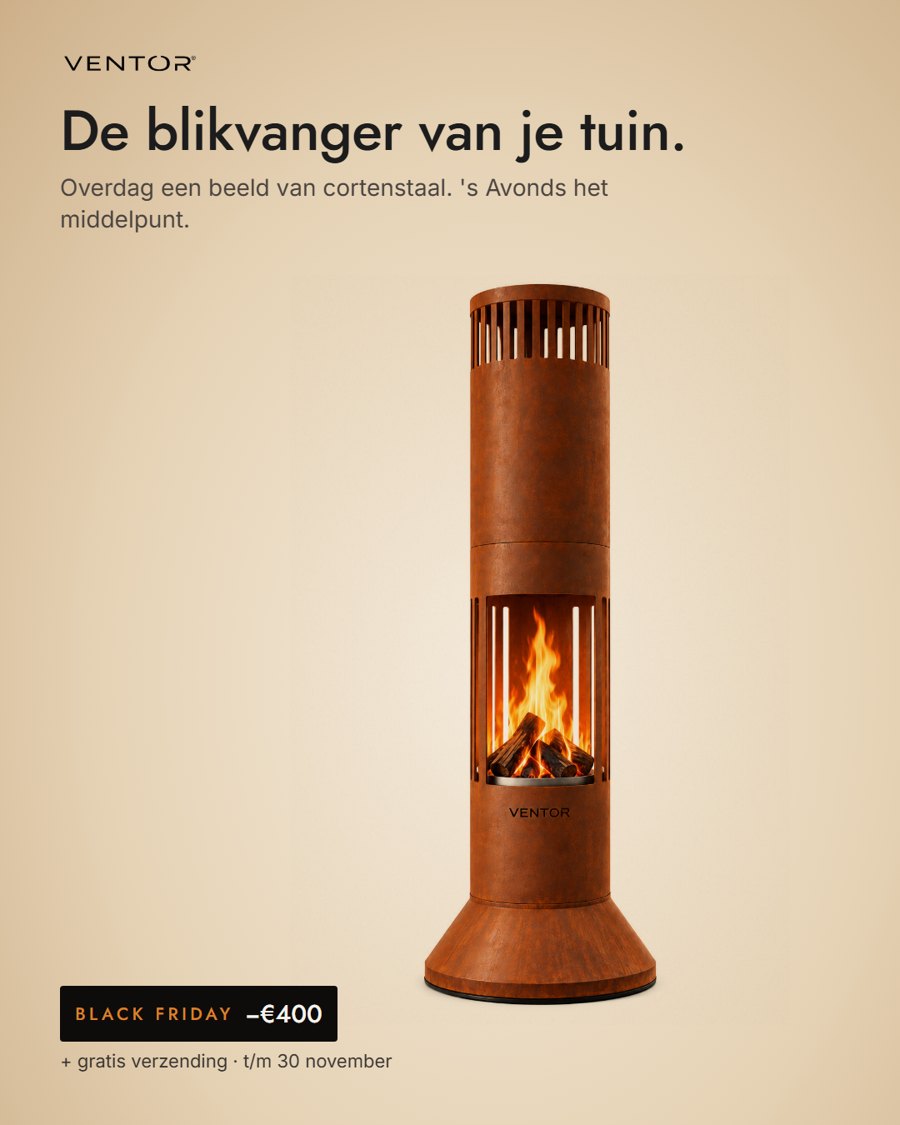 VENTOR®
De blikvanger van je tuin.
Overdag een beeld van cortenstaal. 's Avonds het
middelpunt.
VENTOR
BLACK FRIDAY –€400
+ gratis verzending · t/m 30 november